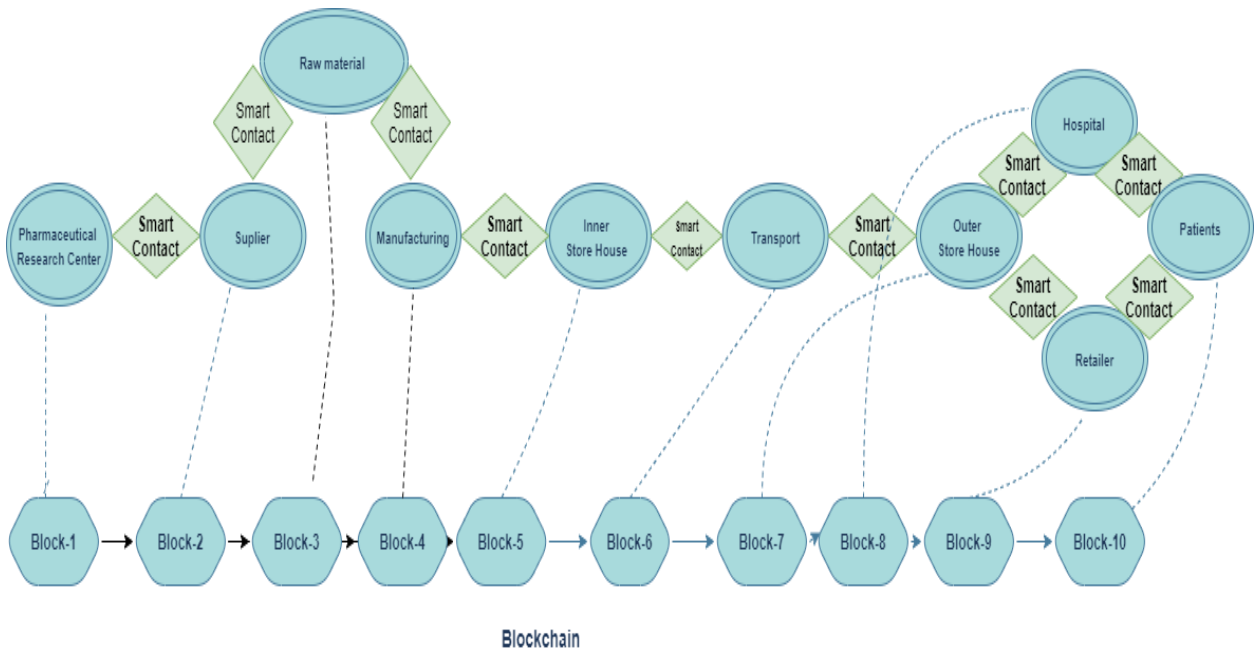 Raw material
Smart
Contact
Smart
Contact
Hospital
Smart
Contact
Smart
Contact
Pharmaceutical
Research Center
Smart
Contact
Suplier
Manufacturing
Smart
Contact
Inner
Store House
Smart
Contact
Transport
Smart
Contact
Outer
Store House
Patients
Smart
Contact
Smart
Contact
Retailer
Block-1
Block-2
Block-3
Block-4
Block-5
Block-6
Block-7
Block-8
Block-9
Block-10
Blockchain